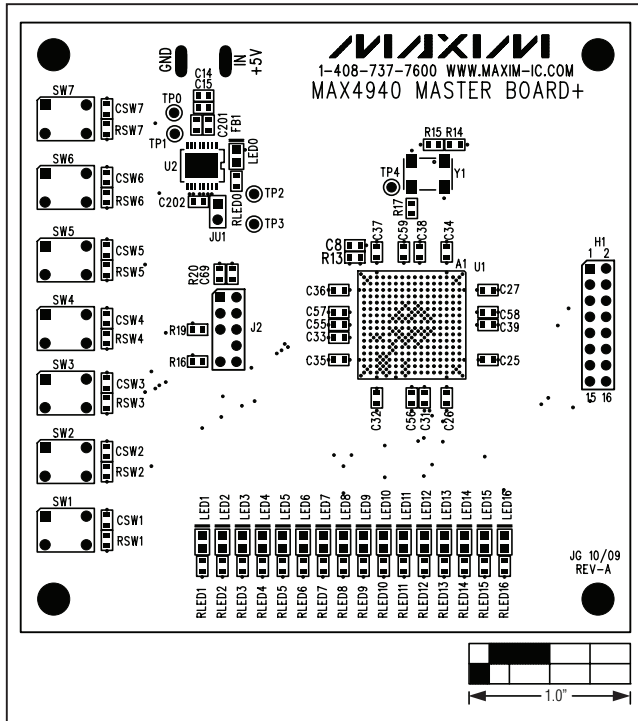 MAXIM
1-408-737-7600 WWW.MAXIM-IC.COM
MAX4940 MASTER BOARD+
GND
IN
+5V
C14
C15
TP0
TP1
C201
FB1
LED0
U2
RLED0
C202
JU1
TP2
TP3
R15 R14
TP4
Y1
R17
SW7
CSW7
RSW7
SW6
CSW6
RSW6
SW5
CSW5
RSW5
SW4
CSW4
RSW4
SW3
CSW3
RSW3
SW2
CSW2
RSW2
SW1
CSW1
RSW1
R20
C69
J2
R19
R16
C8
R13
C37
C59
C38
C34
A1 U1
C36
C57
C55
C33
C35
C27
C58
C39
C25
C32
C56
C31
C26
H1
1 2
15 16
LED1 LED2 LED3 LED4 LED5 LED6 LED7 LED8 LED9 LED10 LED11 LED12 LED13 LED14 LED15 LED16
RLED1 RLED2 RLED3 RLED4 RLED5 RLED6 RLED7 RLED8 RLED9 RLED10 RLED11 RLED12 RLED13 RLED14 RLED15 RLED16
JG 10/09
REV-A
1.0"